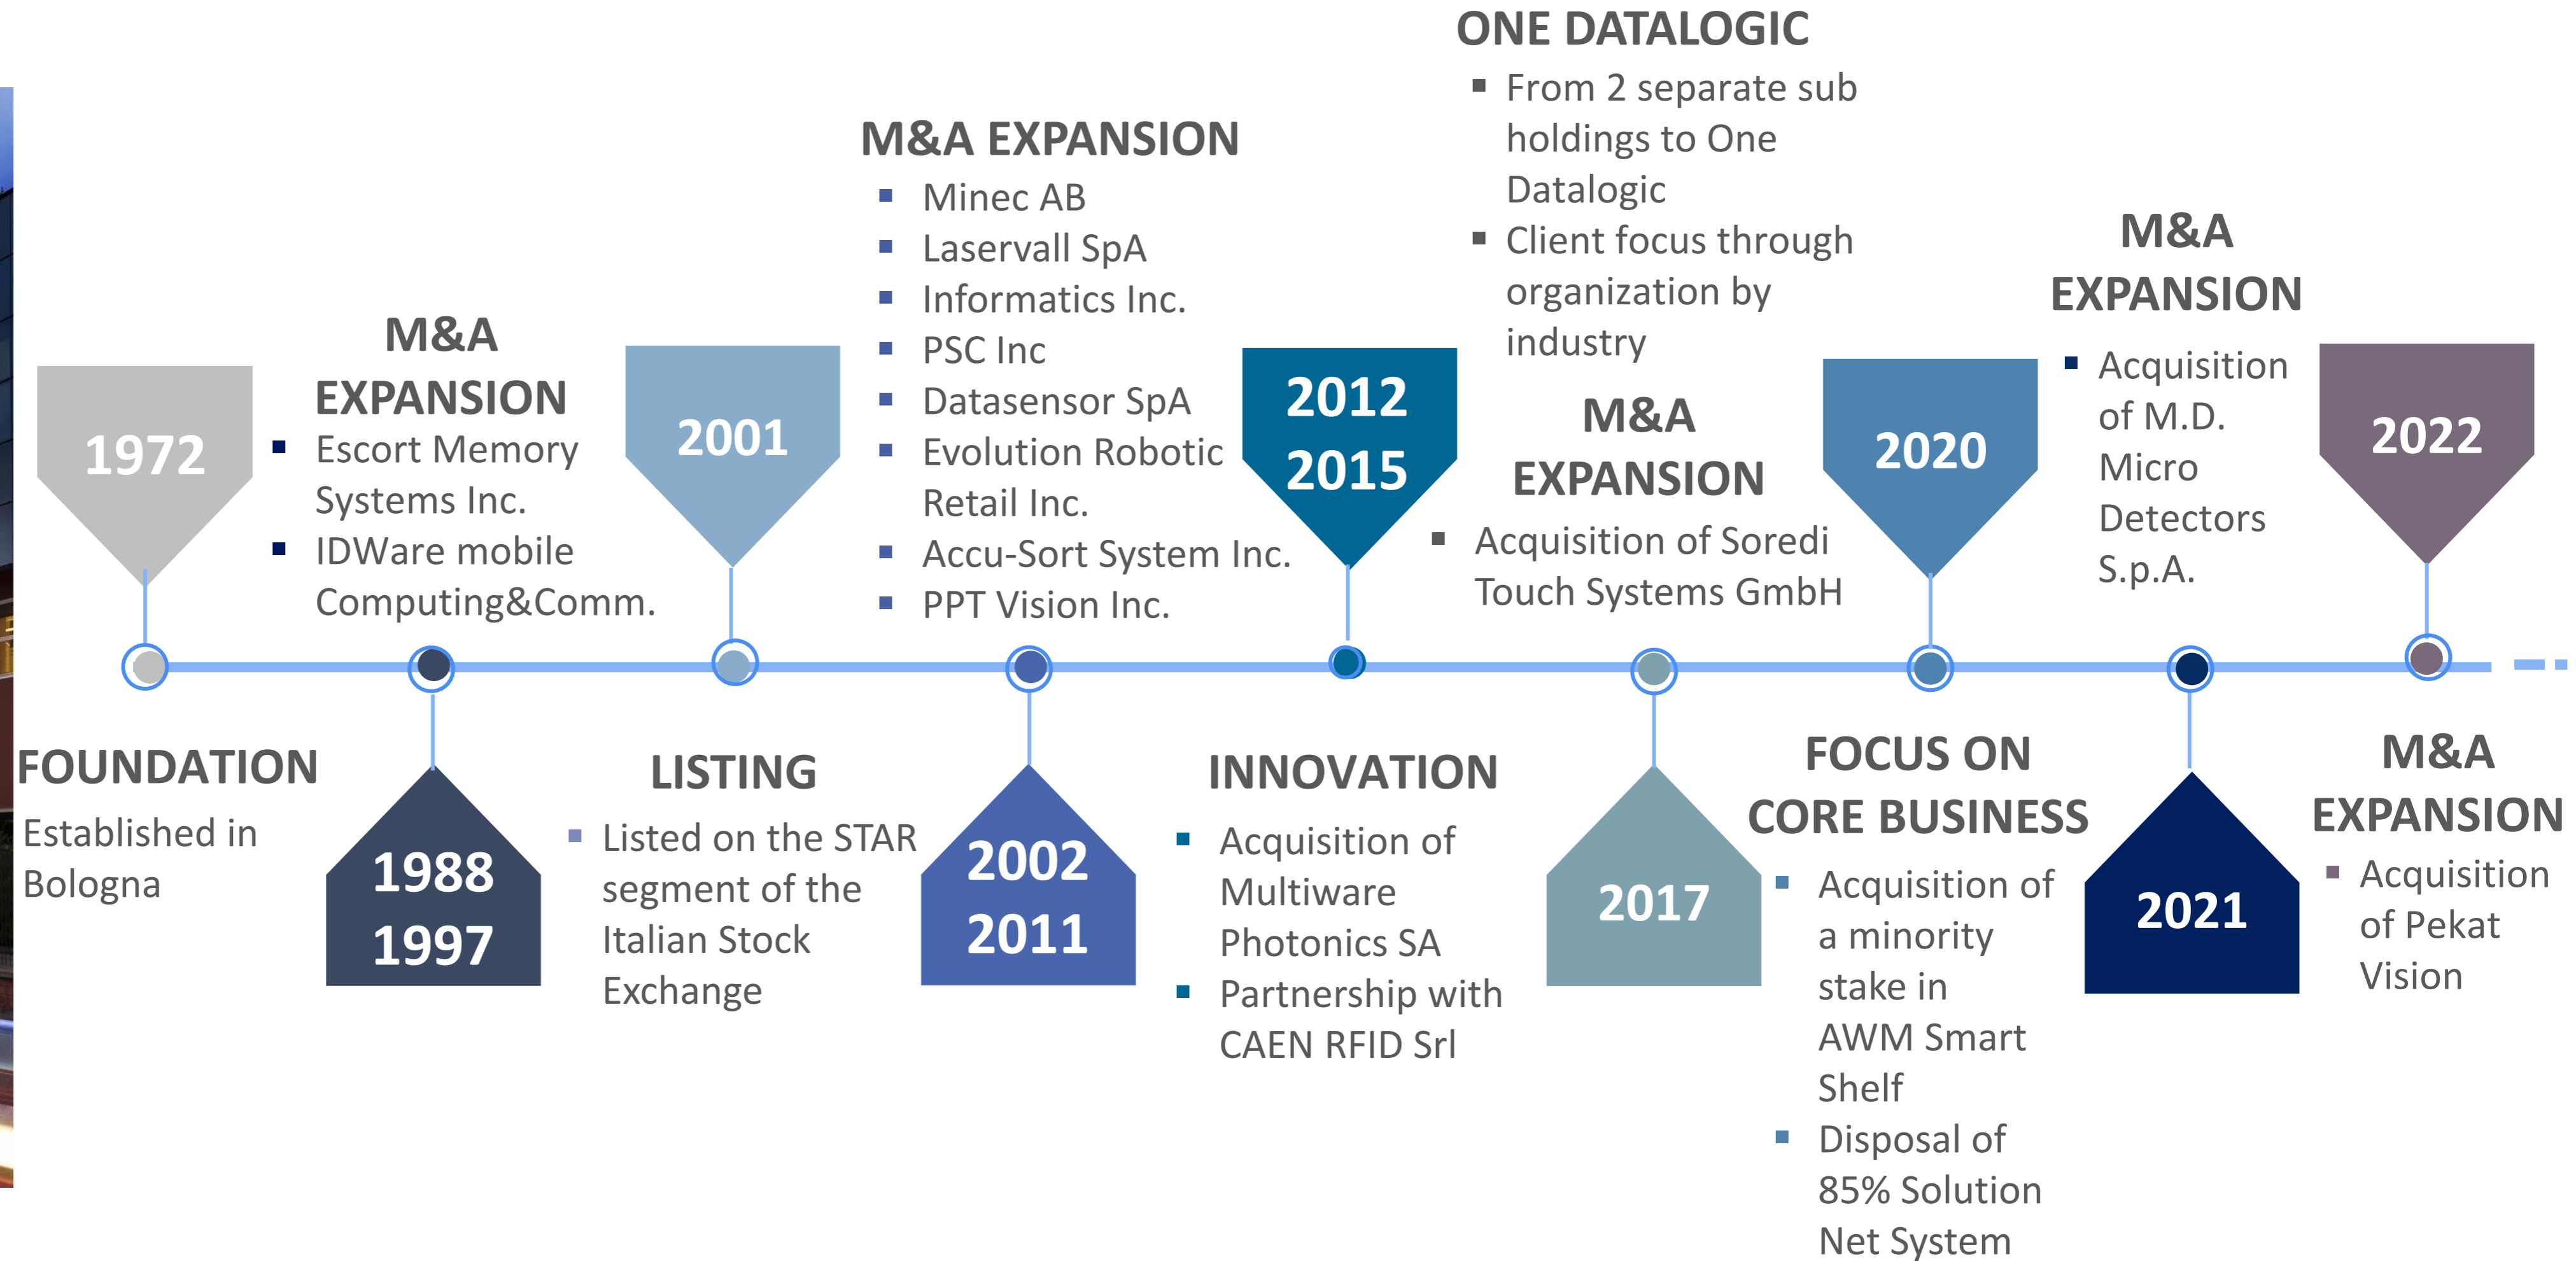 1972
FOUNDATION
Established in
Bologna
M&A
EXPANSION
▪ Escort Memory
Systems Inc.
▪ IDWare mobile
Computing&Comm.
1988
1997
2001
LISTING
▪ Listed on the STAR
segment of the
Italian Stock
Exchange
M&A EXPANSION
▪ Minec AB
▪ Laservall SpA
▪ Informatics Inc.
▪ PSC Inc
▪ Datasensor SpA
▪ Evolution Robotic
Retail Inc.
▪ Accu-Sort System Inc.
▪ PPT Vision Inc.
2002
2011
2012
2015
INNOVATION
▪ Acquisition of
Multiware
Photonics SA
▪ Partnership with
CAEN RFID Srl
ONE DATALOGIC
▪ From 2 separate sub
holdings to One
Datalogic
▪ Client focus through
organization by
industry
M&A
EXPANSION
▪ Acquisition of Soredi
Touch Systems GmbH
2017
2020
FOCUS ON
CORE BUSINESS
▪ Acquisition of
a minority
stake in
AWM Smart
Shelf
▪ Disposal of
85% Solution
Net System
M&A
EXPANSION
▪ Acquisition
of M.D.
Micro
Detectors
S.p.A.
2021
2022
M&A
EXPANSION
▪ Acquisition
of Pekat
Vision